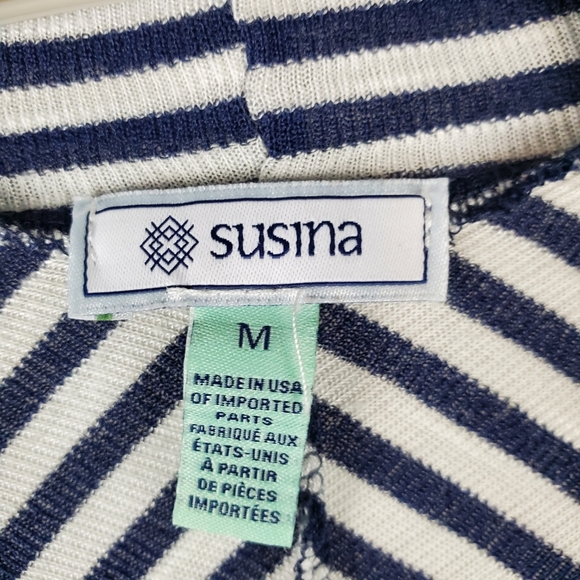 susina
M
MADE IN USA
OF IMPORTED
PARTS
FABRIQUÉ AUX
ÉTATS-UNIS
À PARTIR
DE PIÈCES
IMPORTÉES